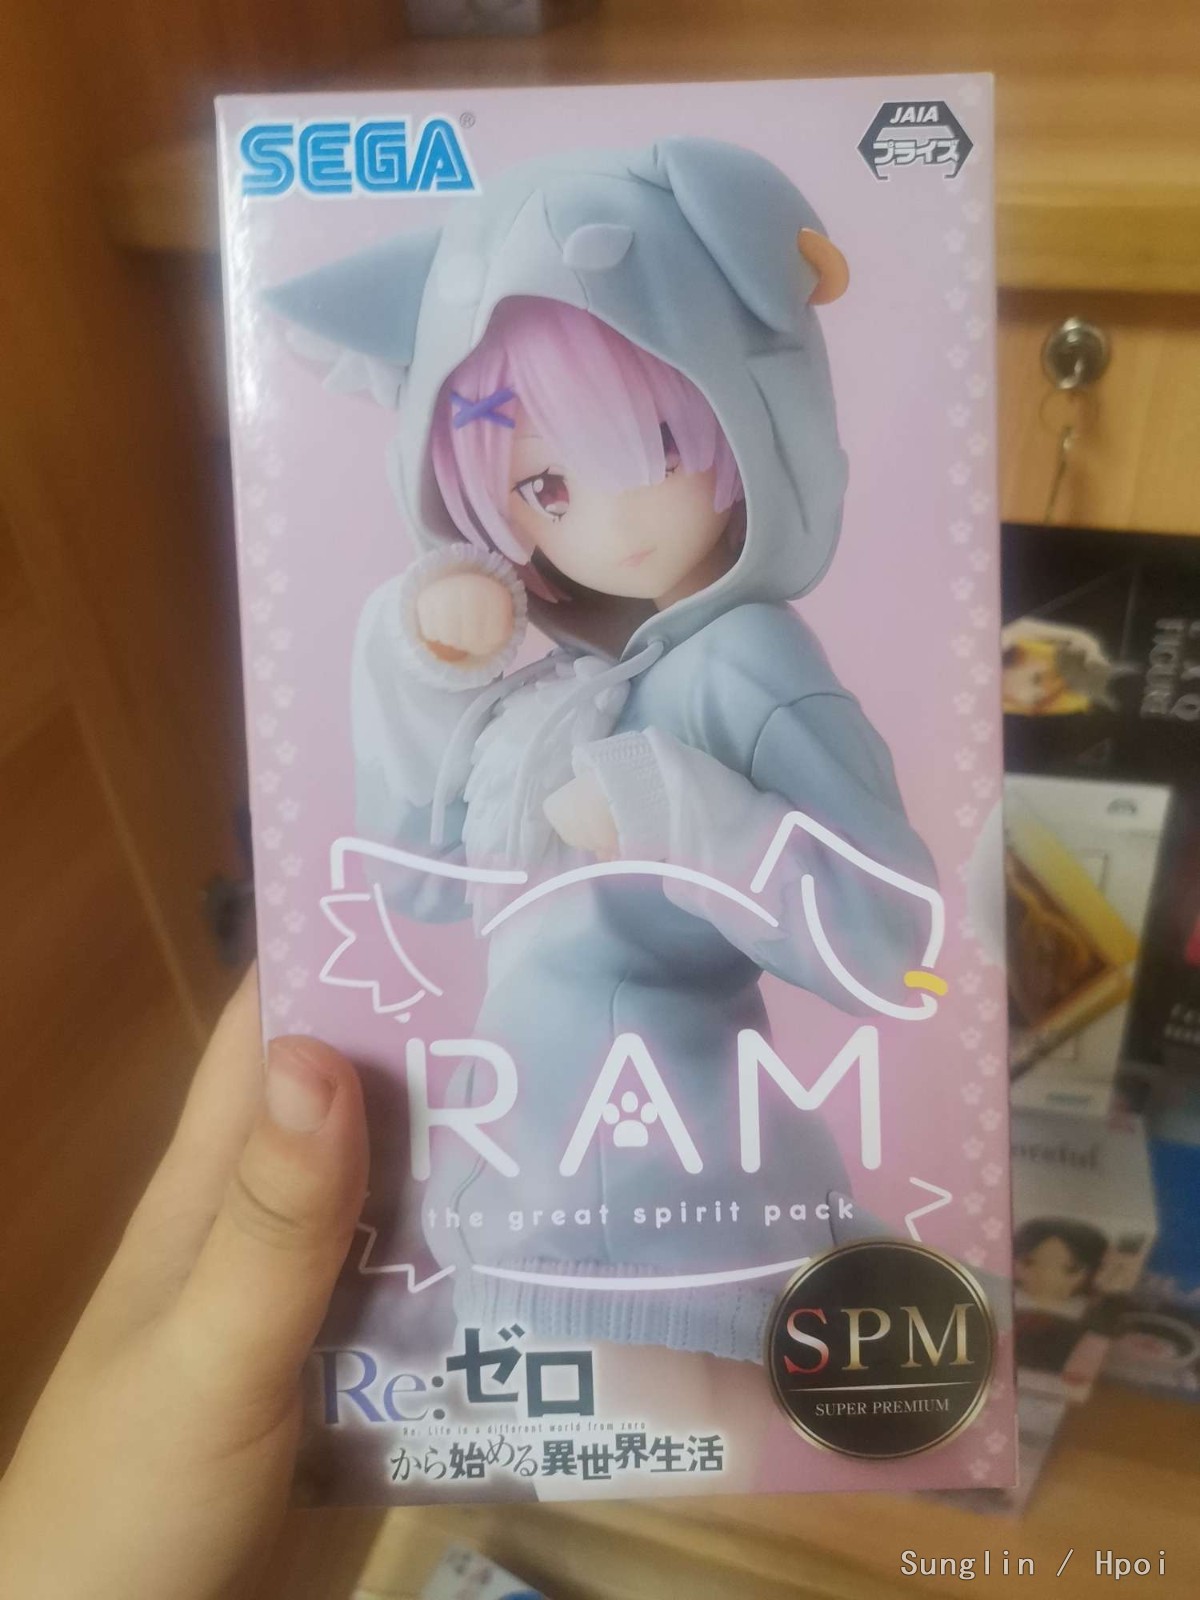 SEGA®
JAIA
プライズ
RAM
the great spirit pack
SPM
SUPER PREMIUM
Re:ゼロ
Re: Life in a different world from zero
から始める異世界生活
FIGURE
Sunglin / Hpoi